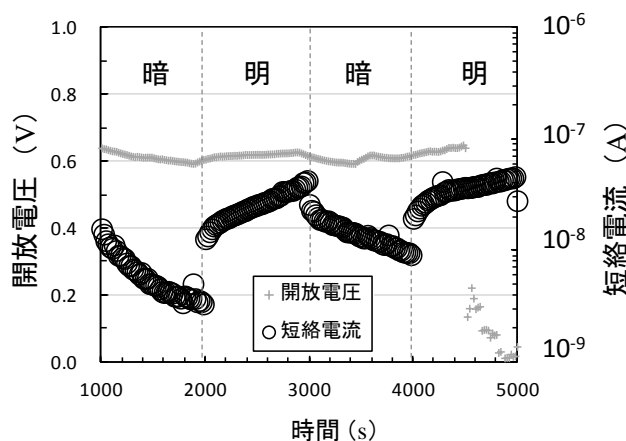 1.0
0.8
0.6
0.4
0.2
0.0
開放電圧 (V)
暗
明
暗
明
開放電圧
短絡電流
1000
2000
3000
4000
5000
時間 (s)
10⁻⁶
10⁻⁷
10⁻⁸
10⁻⁹
短絡電流 (A)